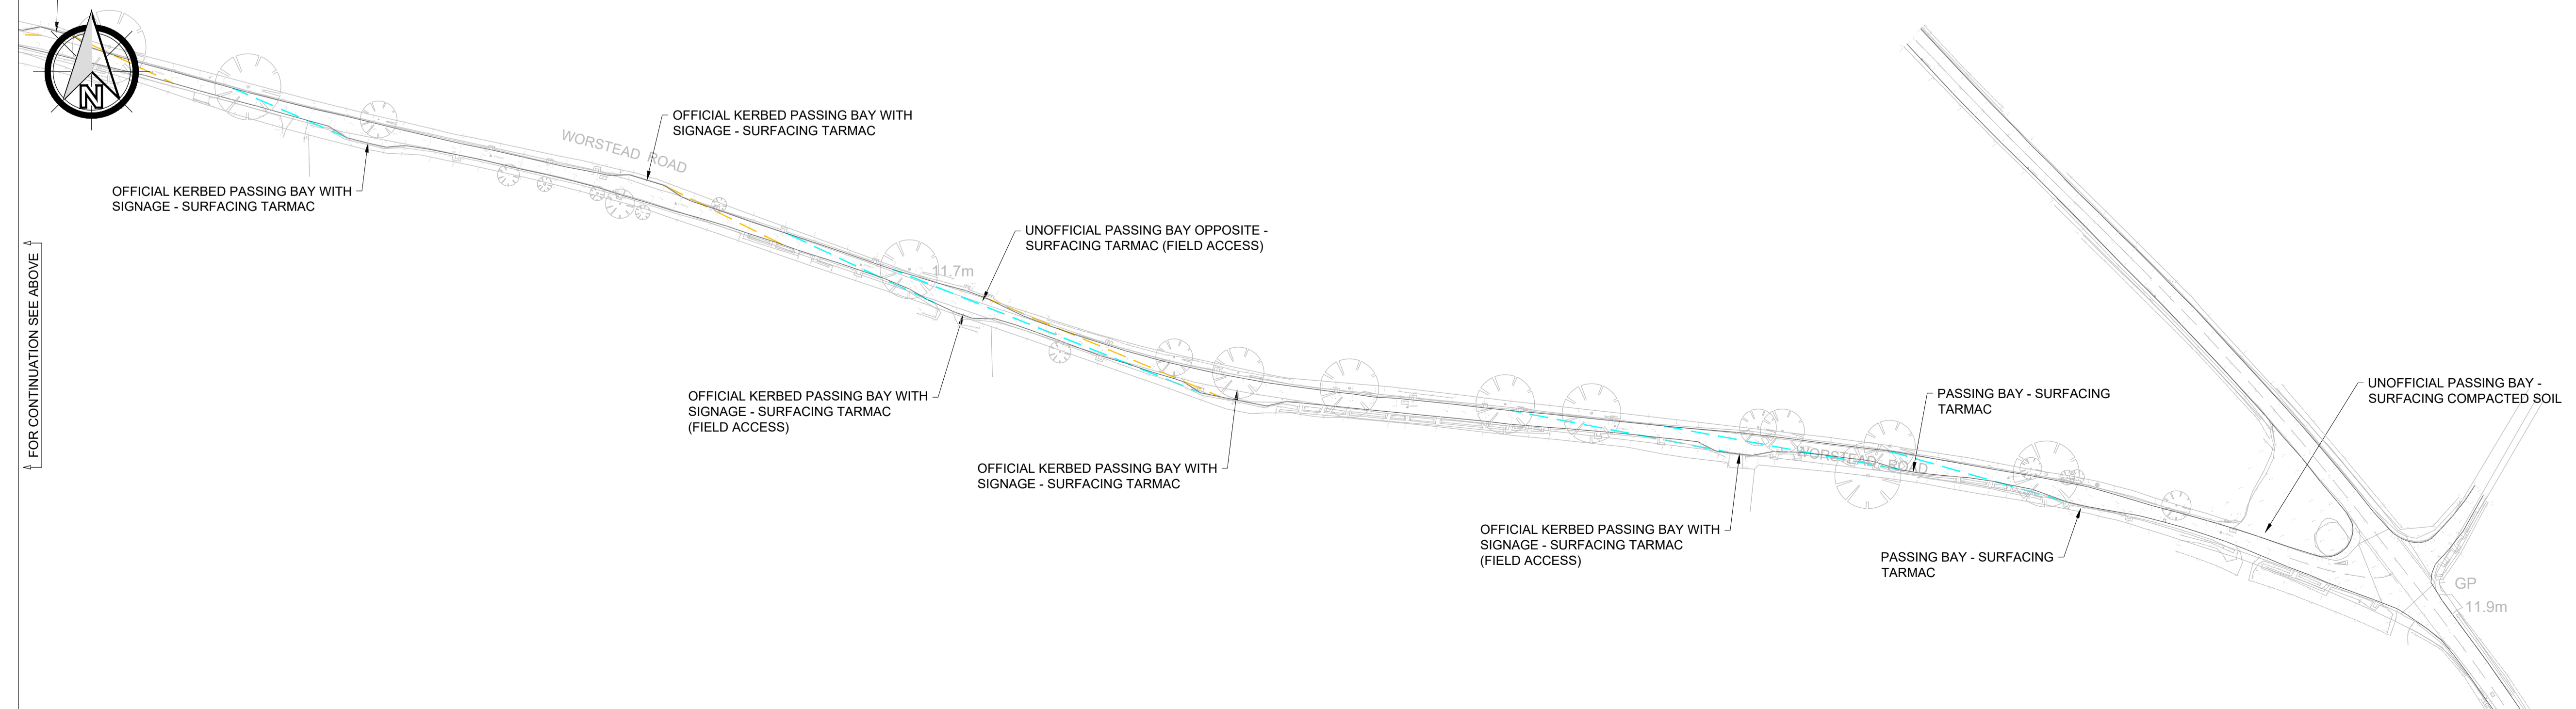 N
OFFICIAL KERBED PASSING BAY WITH
SIGNAGE - SURFACING TARMAC
WORSTEAD ROAD
OFFICIAL KERBED PASSING BAY WITH
SIGNAGE - SURFACING TARMAC
UNOFFICIAL PASSING BAY OPPOSITE -
SURFACING TARMAC (FIELD ACCESS)
11.7m
FOR CONTINUATION SEE ABOVE
OFFICIAL KERBED PASSING BAY WITH
SIGNAGE - SURFACING TARMAC
(FIELD ACCESS)
OFFICIAL KERBED PASSING BAY WITH
SIGNAGE - SURFACING TARMAC
PASSING BAY - SURFACING
TARMAC
WORSTEAD ROAD
UNOFFICIAL PASSING BAY -
SURFACING COMPACTED SOIL
OFFICIAL KERBED PASSING BAY WITH
SIGNAGE - SURFACING TARMAC
(FIELD ACCESS)
PASSING BAY - SURFACING
TARMAC
GP
11.9m